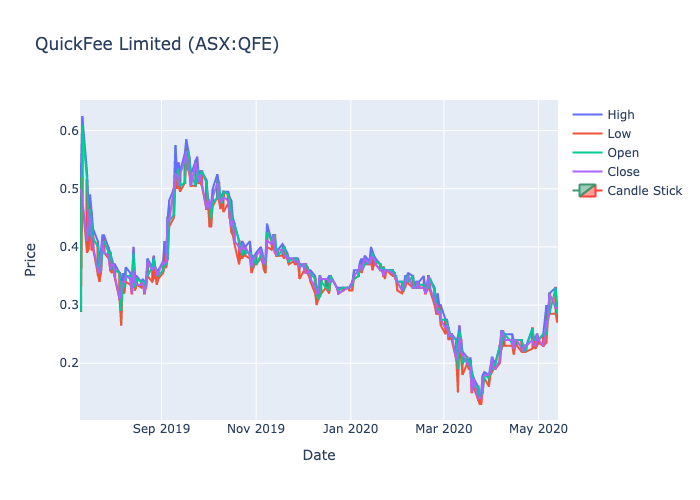 QuickFee Limited (ASX:QFE)
High
Low
Open
Close
Candle Stick
0.6
0.5
0.4
0.3
0.2
Price
Sep 2019
Nov 2019
Jan 2020
Mar 2020
May 2020
Date